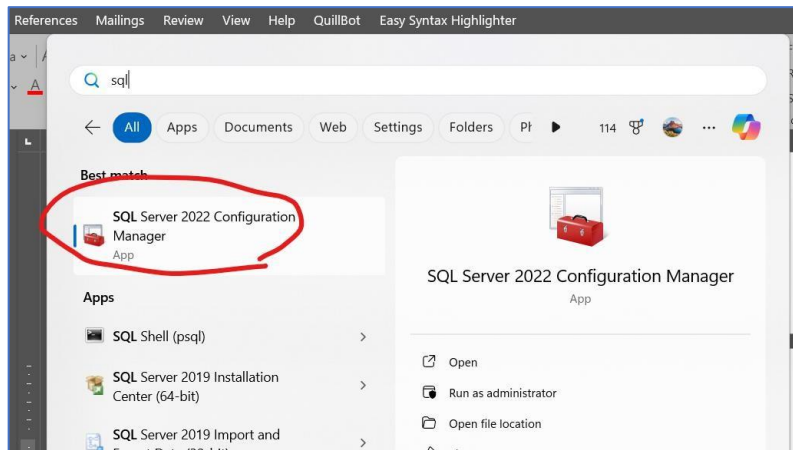 References Mailings Review View Help QuillBot Easy Syntax Highlighter
A
sql
All Apps Documents Web Settings Folders 114 ...
Best match
SQL Server 2022 Configuration
Manager
App
SQL Server 2022 Configuration Manager
App
Apps
SQL Shell (psql)
SQL Server 2019 Installation
Center (64-bit)
SQL Server 2019 Import and
Open
Run as administrator
Open file location